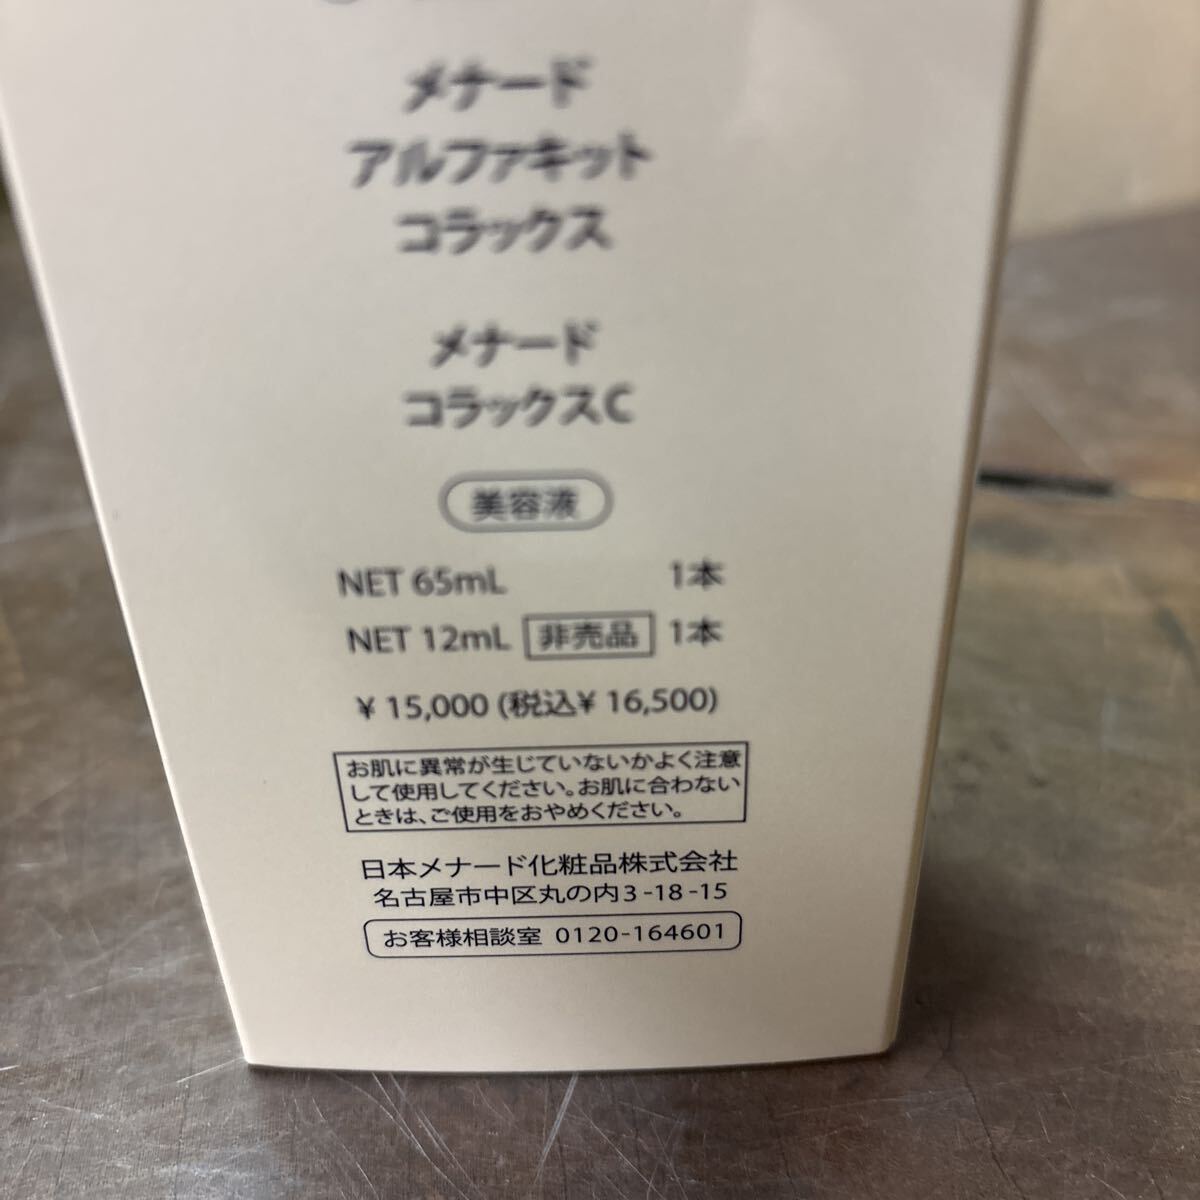 メナード
アルファキット
コラックス
メナード
コラックスC
美容液
NET 65mL 1本
NET 12mL 非売品 1本
¥ 15,000 (税込¥ 16,500)
お肌に異常が生じていないかよく注意
して使用してください。お肌に合わない
ときは、ご使用をおやめください。
日本メナード化粧品株式会社
名古屋市中区丸の内3-18-15
お客様相談室 0120-164601